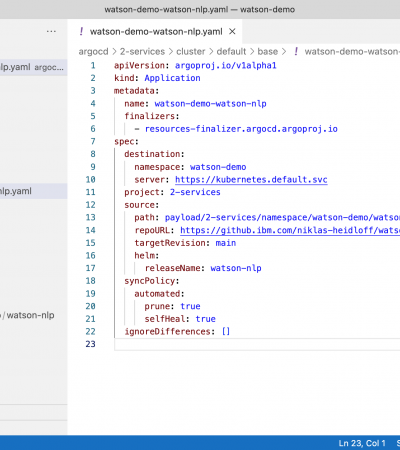 watson-demo-watson-nlp.yaml — watson-demo
nlp.yaml argoc...
nlp.yaml
/ watson-nlp
! watson-demo-watson-nlp.yaml ×
argocd > 2-services > cluster > default > base > ! watson-demo-watson-
1 apiVersion: argoproj.io/v1alpha1
2 kind: Application
3 metadata:
4 name: watson-demo-watson-nlp
5 finalizers:
6 - resources-finalizer.argocd.argoproj.io
7 spec:
8 destination:
9 namespace: watson-demo
10 server: https://kubernetes.default.svc
11 project: 2-services
12 source:
13 path: payload/2-services/namespace/watson-demo/watson
14 repoURL: https://github.ibm.com/niklas-heidloff/wats
15 targetRevision: main
16 helm:
17 releaseName: watson-nlp
18 syncPolicy:
19 automated:
20 prune: true
21 selfHeal: true
22 ignoreDifferences: []
23
Ln 23, Col 1 S